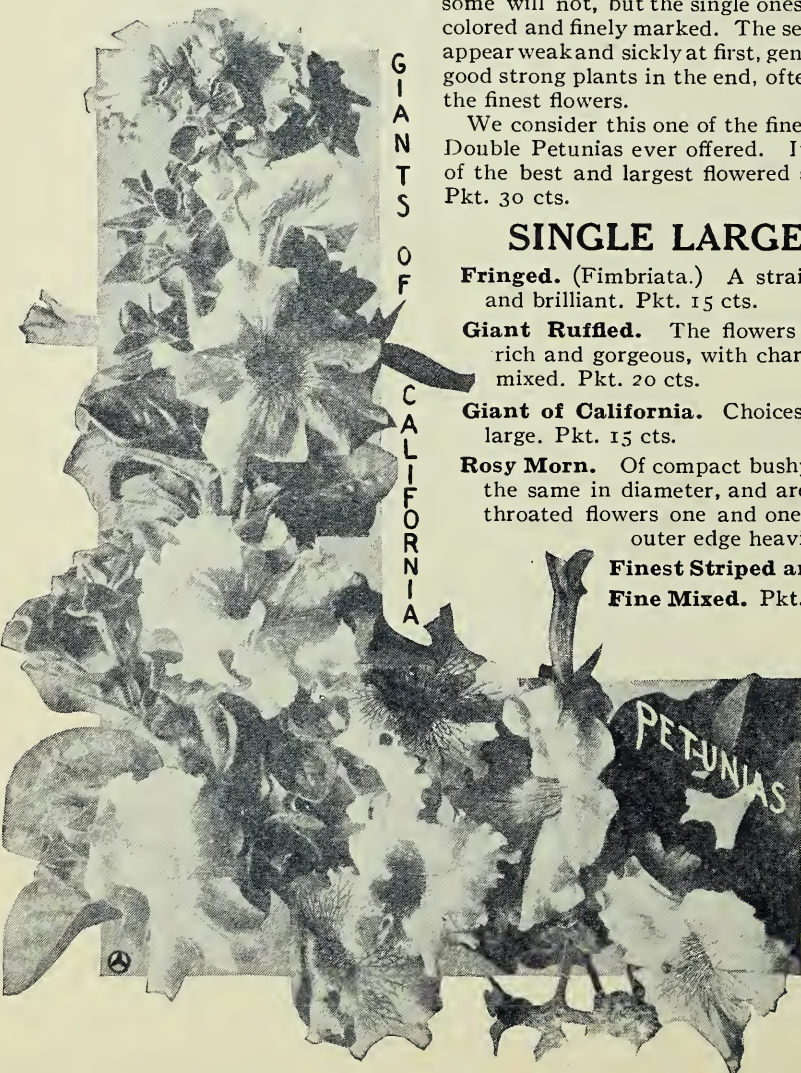 some will not, but the single ones
colored and finely marked. The se
appear weak and sickly at first, gen
good strong plants in the end, ofte
the finest flowers.
We consider this one of the fine
Double Petunias ever offered. I
of the best and largest flowered
Pkt. 30 cts.
SINGLE LARGE
Fringed. (Fimbriata.) A strai
and brilliant. Pkt. 15 cts.
Giant Ruffled. The flowers
rich and gorgeous, with char
mixed. Pkt. 20 cts.
Giant of California. Choices
large. Pkt. 15 cts.
Rosy Morn. Of compact bushy
the same in diameter, and are
throated flowers one and one
outer edge heavi
Finest Striped a
Fine Mixed. Pkt.
GIANTS OF CALIFORNIA
PETUNIAS